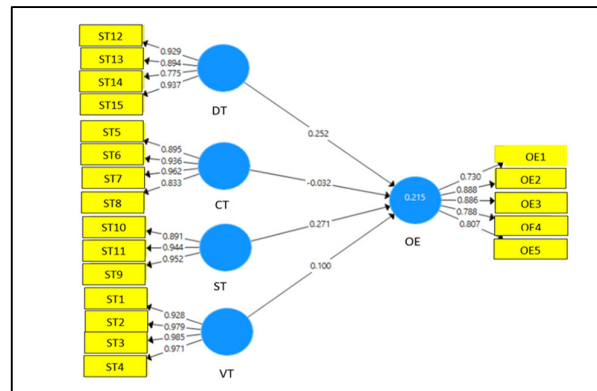 ST12
0.929
ST13
0.894
ST14
0.775
ST15
0.937
DT
0.252
ST5
0.895
ST6
0.936
ST7
0.962
ST8
0.833
CT
-0.032
ST10
0.891
ST11
0.944
ST9
0.952
ST
0.271
ST1
0.928
ST2
0.979
ST3
0.985
ST4
0.971
VT
0.100
0.215
OE
0.730
OE1
0.888
OE2
0.886
OE3
0.788
OE4
0.807
OE5